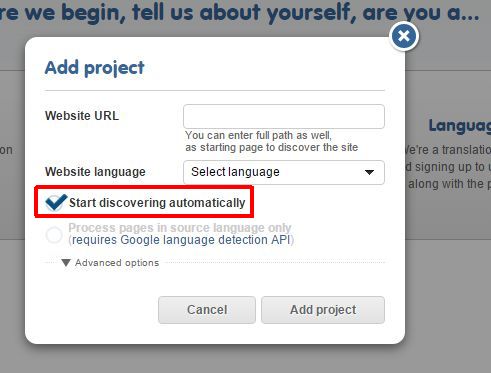 re we begin, tell us about yourself, are you a...
Add project
Website URL
You can enter full path as well,
as starting page to discover the site
Website language
Select language
Start discovering automatically
Process pages in source language only
(requires Google language detection API)
Advanced options
Cancel
Add project
on
Languag
e're a translatio
d signing up to u
along with the p